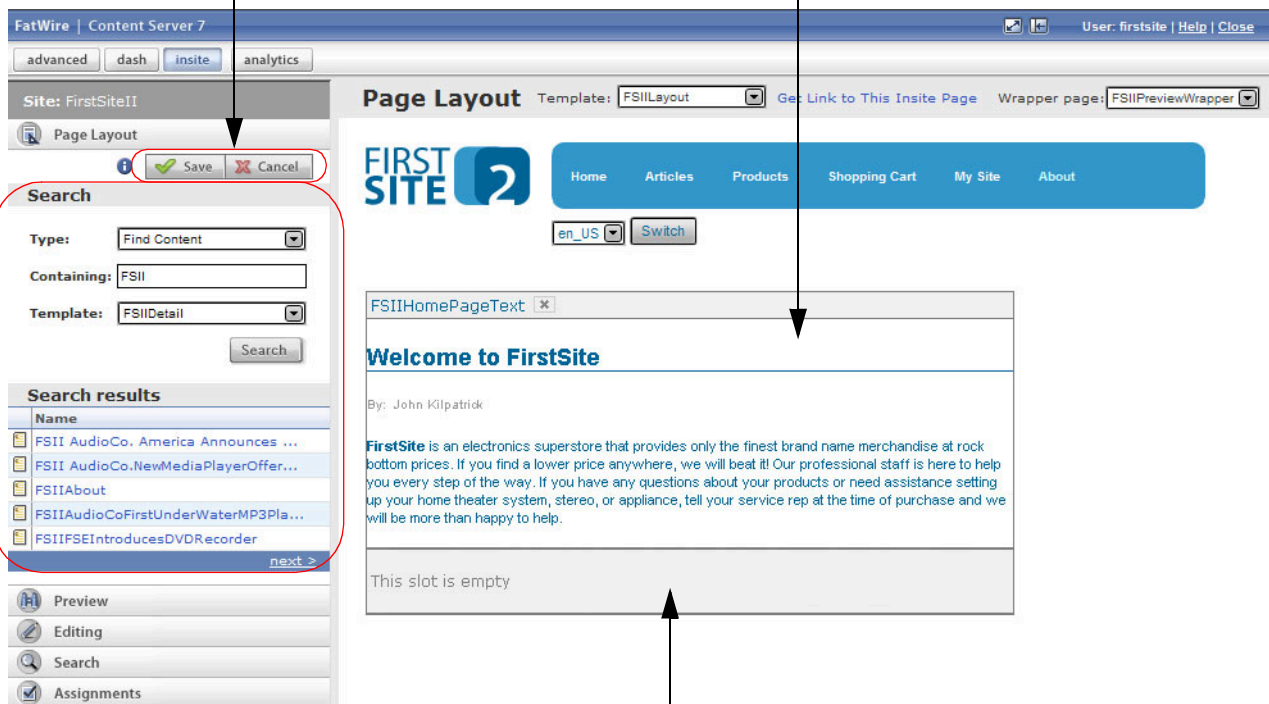 FatWire | Content Server 7
User: firstsite | Help | Close
advanced dash insite analytics
Site: FirstSiteII
Page Layout Template: FSIILayout Get Link to This Insite Page Wrapper page: FSIIPreviewWrapper
Page Layout
Save Cancel
Search
Type: Find Content
Containing: FSII
Template: FSIIDetail
Search
Search results
Name
FSII AudioCo. America Announces ...
FSII AudioCo.NewMediaPlayerOffer...
FSIIAbout
FSIIAudioCoFirstUnderWaterMP3Pla...
FSIIFSEIntroducesDVDRecorder
next >
Preview
Editing
Search
Assignments
FIRST
SITE 2
Home Articles Products Shopping Cart My Site About
en_US Switch
FSIIHomePageText
Welcome to FirstSite
By: John Kilpatrick
FirstSite is an electronics superstore that provides only the finest brand name merchandise at rock
bottom prices. If you find a lower price anywhere, we will beat it! Our professional staff is here to help
you every step of the way. If you have any questions about your products or need assistance setting
up your home theater system, stereo, or appliance, tell your service rep at the time of purchase and we
will be more than happy to help.
This slot is empty